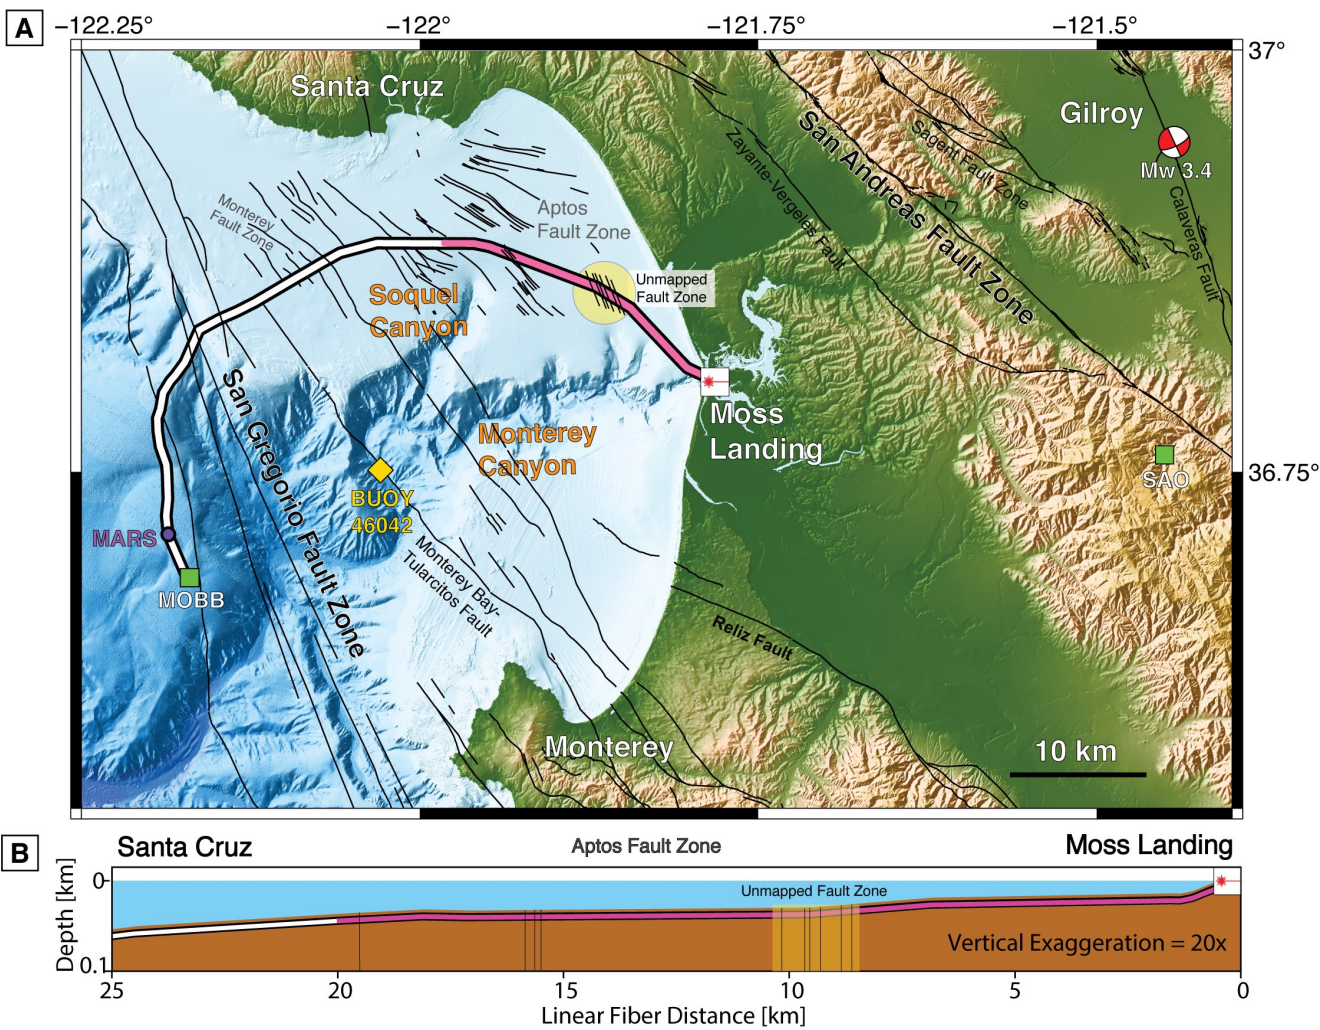 A
−122.25°
−122°
−121.75°
−121.5°
37°
Santa Cruz
Gilroy
Mw 3.4
San Andreas Fault Zone
Sagent Fault Zone
Zayante-Vergeles Fault
Calaveras Fault
Monterey
Fault Zone
Aptos
Fault Zone
Unmapped
Fault Zone
Soquel
Canyon
San Gregorio Fault Zone
Moss
Landing
Monterey
Canyon
36.75°
SAO
BUOY
46042
MARS
MOBB
Monterey Bay-
Tularcitos Fault
Reliz Fault
Monterey
10 km
B
Santa Cruz
Aptos Fault Zone
Moss Landing
Depth [km]
0
0.1
Unmapped Fault Zone
Vertical Exaggeration = 20x
25
20
15
10
5
0
Linear Fiber Distance [km]